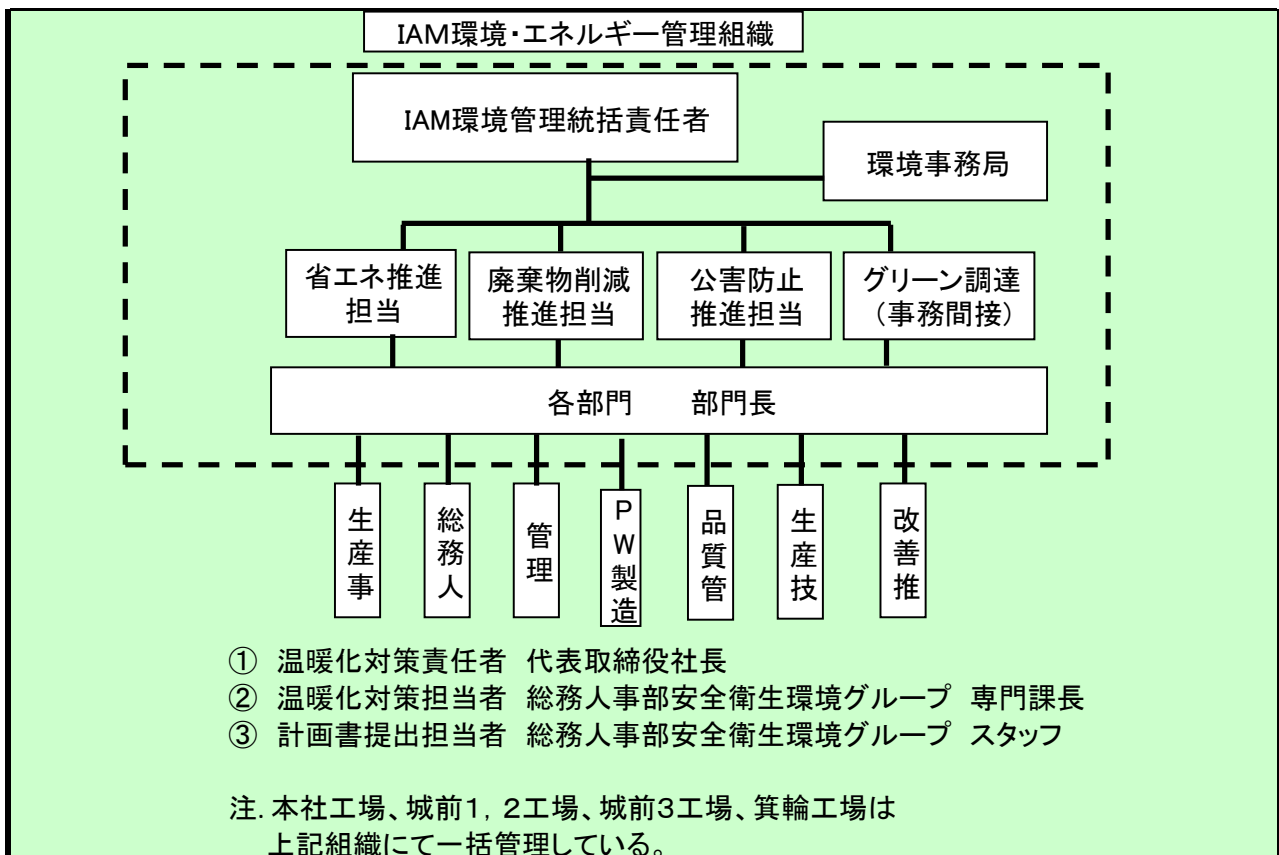 IAM環境・エネルギー管理組織
IAM環境管理統括責任者
環境事務局
省エネ推進
担当
廃棄物削減
推進担当
公害防止
推進担当
グリーン調達
（事務間接）
各部門　　部門長
生産事
総務人
管理
PW製造
品質管
生産技
改善推
①　温暖化対策責任者　代表取締役社長
②　温暖化対策担当者　総務人事部安全衛生環境グループ　専門課長
③　計画書提出担当者　総務人事部安全衛生環境グループ　スタッフ
注. 本社工場、城前１，２工場、城前３工場、箕輪工場は
上記組織にて一括管理している。